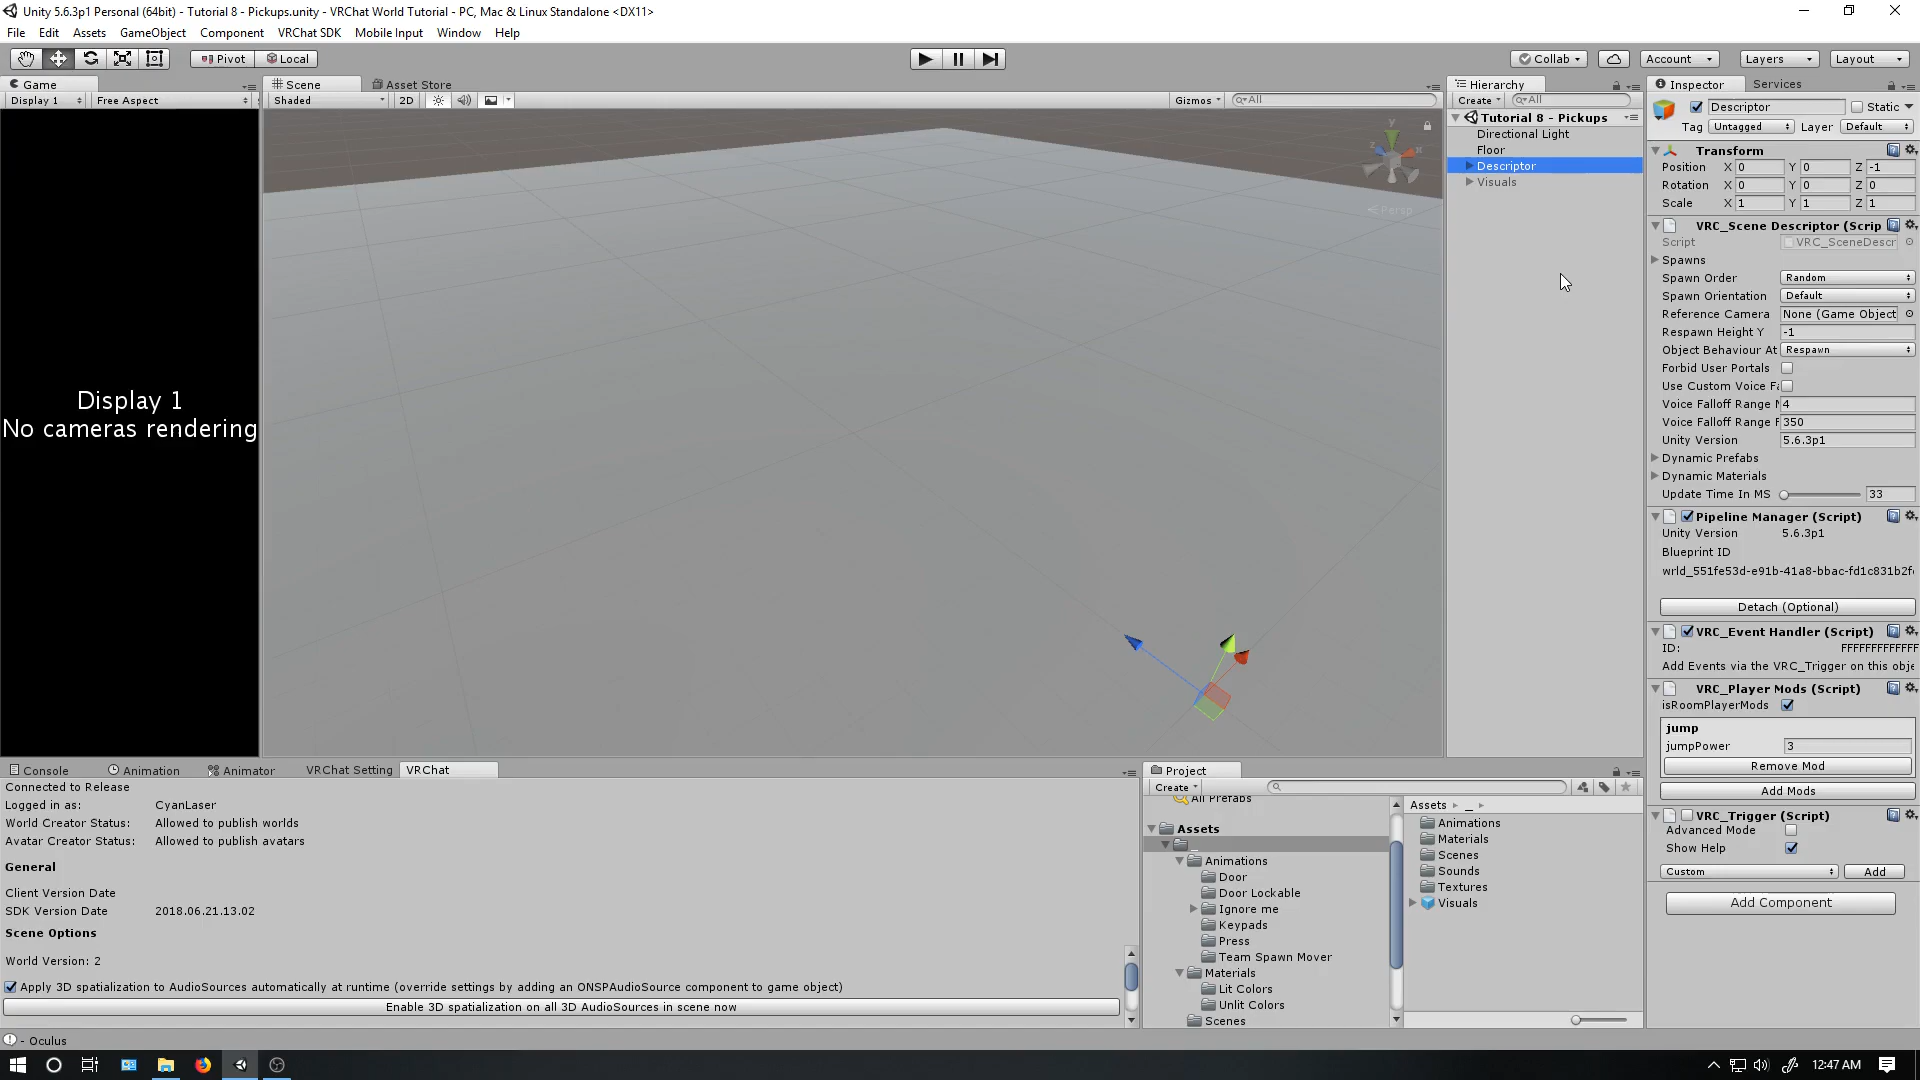 Unity 5.6.3p1 Personal (64bit) - Tutorial 8 - Pickups.unity - VRChat World Tutorial - PC, Mac & Linux Standalone <DX11>
File Edit Assets GameObject Component VRChat SDK Mobile Input Window Help
Pivot Local Collab Account Layers Layout
Game
Display 1 Free Aspect
Display 1
No cameras rendering
Scene Asset Store
Shaded 2D Gizmos All
y
x
z
Persp
Hierarchy
Create All
Tutorial 8 - Pickups
Directional Light
Floor
Descriptor
Visuals
Inspector Services
Descriptor Static
Tag Untagged Layer Default
Transform
Position X 0 Y 0 Z -1
Rotation X 0 Y 0 Z 0
Scale X 1 Y 1 Z 1
VRC_Scene Descriptor (Scrip
Script VRC_SceneDescr
Spawns
Spawn Order Random
Spawn Orientation Default
Reference Camera None (Game Object
Respawn Height Y -1
Object Behaviour At Respawn
Forbid User Portals
Use Custom Voice Fa
Voice Falloff Range N 4
Voice Falloff Range F 350
Unity Version 5.6.3p1
Dynamic Prefabs
Dynamic Materials
Update Time In MS 33
Pipeline Manager (Script)
Unity Version 5.6.3p1
Blueprint ID
wrld_551fe53d-e91b-41a8-bbac-fd1c831b2f
Detach (Optional)
VRC_Event Handler (Script)
ID: FFFFFFFFFFFFF
Add Events via the VRC_Trigger on this obje
VRC_Player Mods (Script)
isRoomPlayerMods
jump
jumpPower 3
Remove Mod
Add Mods
VRC_Trigger (Script)
Advanced Mode
Show Help
Custom Add
Add Component
Console Animation Animator VRChat Setting VRChat
Connected to Release
Logged in as: CyanLaser
World Creator Status: Allowed to publish worlds
Avatar Creator Status: Allowed to publish avatars
General
Client Version Date
SDK Version Date 2018.06.21.13.02
Scene Options
World Version: 2
Apply 3D spatialization to AudioSources automatically at runtime (override settings by adding an ONSPAudioSource component to game object)
Enable 3D spatialization on all 3D AudioSources in scene now
Project
Create
All Prefabs
Assets
_
Animations
Door
Door Lockable
Ignore me
Keypads
Press
Team Spawn Mover
Materials
Lit Colors
Unlit Colors
Scenes
Assets _
Animations
Materials
Scenes
Sounds
Textures
Visuals
- Oculus
12:47 AM